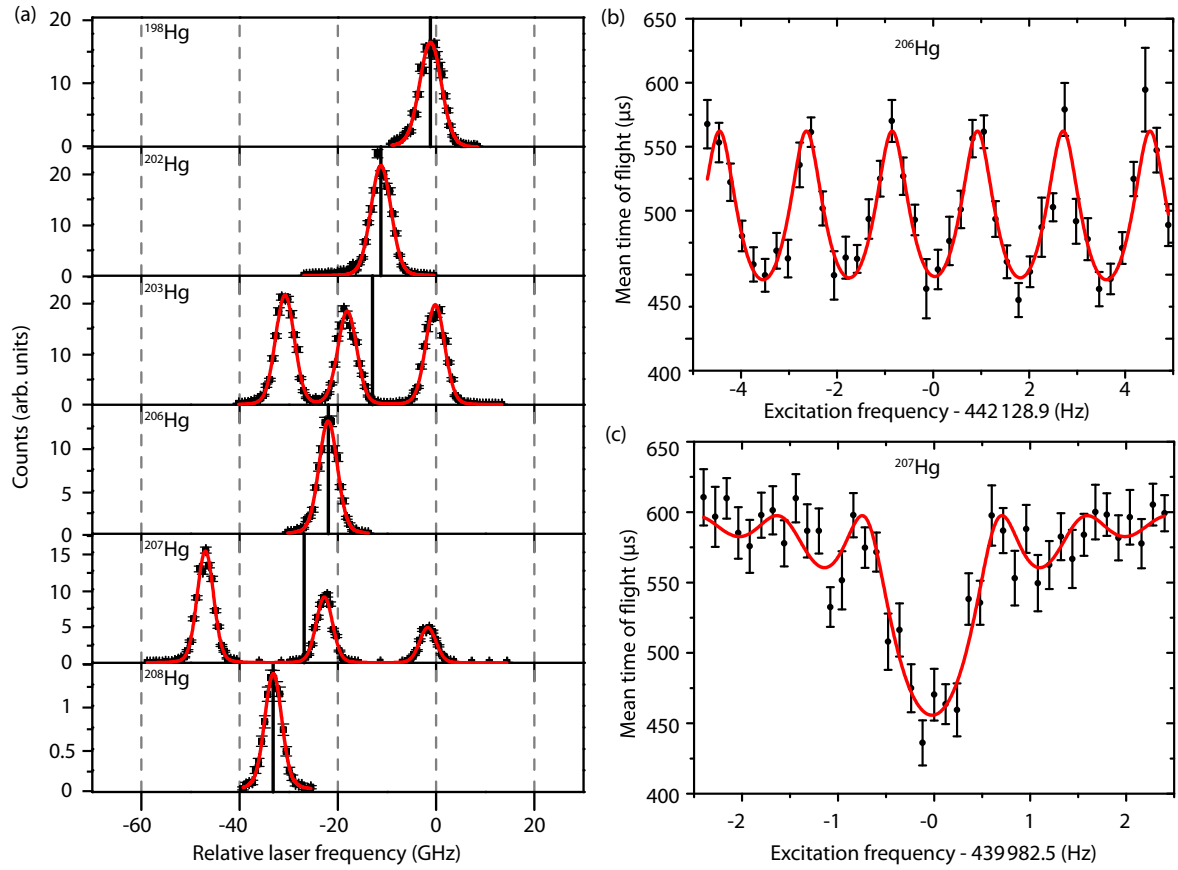 (a)
20
10
0
¹⁹⁸Hg
20
10
0
²⁰²Hg
20
10
0
²⁰³Hg
10
5
0
²⁰⁶Hg
15
10
5
0
²⁰⁷Hg
1
0.5
0
²⁰⁸Hg
Counts (arb. units)
-60 -40 -20 0 20
Relative laser frequency (GHz)
(b)
650
600
550
500
450
400
²⁰⁶Hg
Mean time of flight (µs)
-4 -2 -0 2 4
Excitation frequency - 442 128.9 (Hz)
(c)
650
600
550
500
450
400
²⁰⁷Hg
Mean time of flight (µs)
-2 -1 -0 1 2
Excitation frequency - 439 982.5 (Hz)